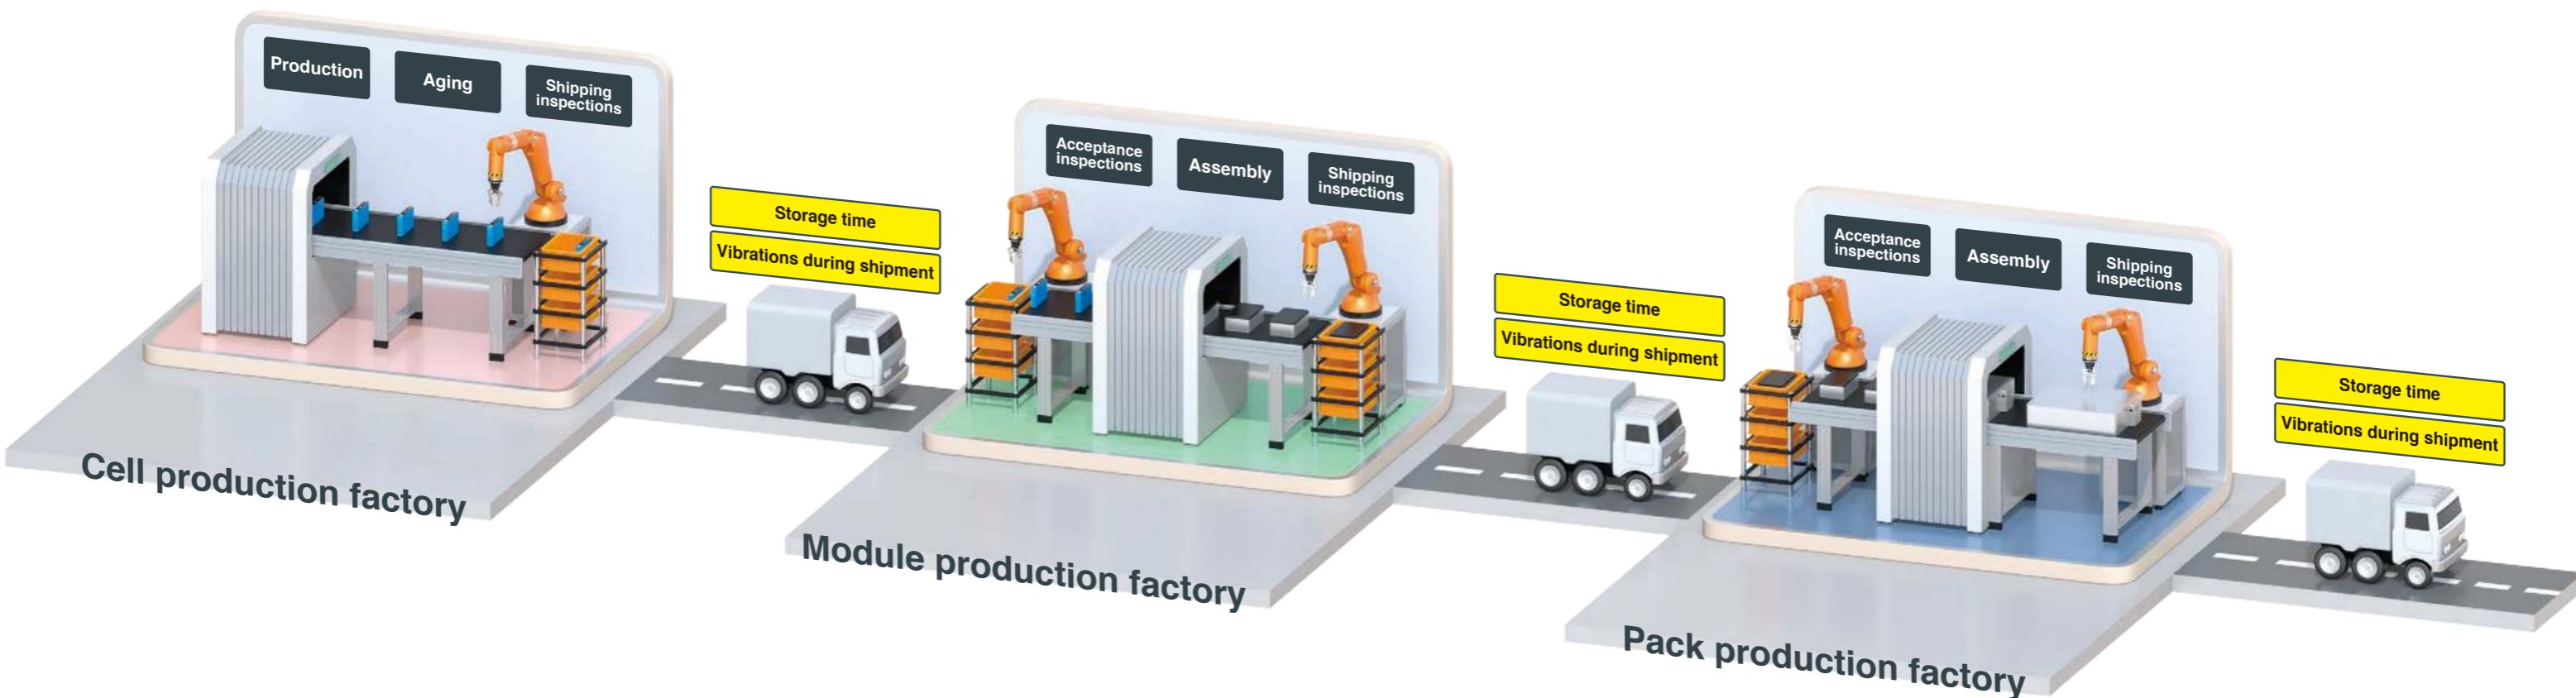 Production
Aging
Shipping
inspections
Storage time
Vibrations during shipment
Cell production factory
Acceptance
inspections
Assembly
Shipping
inspections
Storage time
Vibrations during shipment
Module production factory
Acceptance
inspections
Assembly
Shipping
inspections
Storage time
Vibrations during shipment
Pack production factory